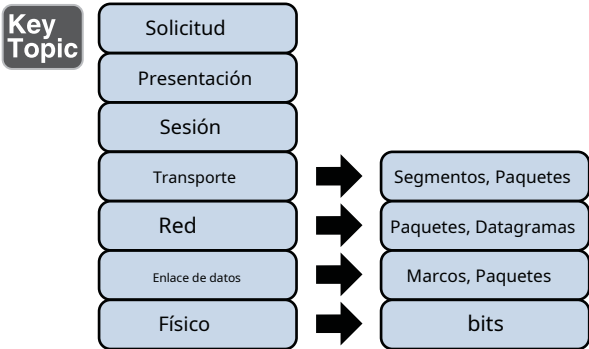 Key
Topic
Solicitud
Presentación
Sesión
Transporte
Segmentos, Paquetes
Red
Paquetes, Datagramas
Enlace de datos
Marcos, Paquetes
Físico
bits